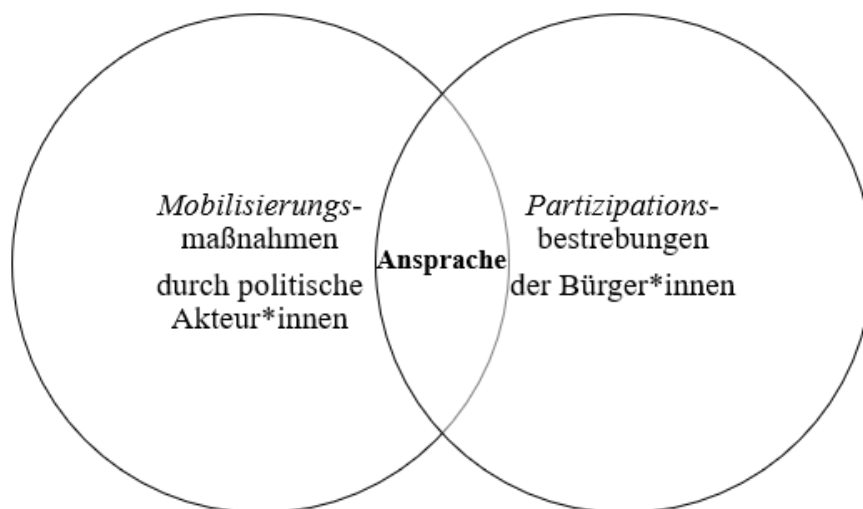 Mobilisierungs-
maßnahmen
durch politische
Akteur*innen
Ansprache
Partizipations-
bestrebungen
der Bürger*innen